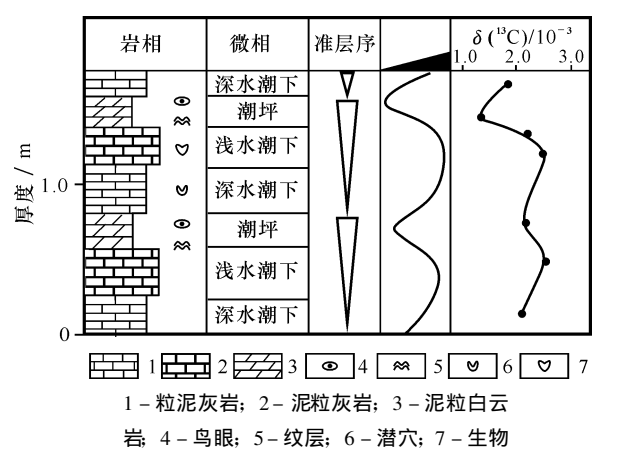 岩相 微相 准层序 δ (¹³C)/10⁻³
1.0 2.0 3.0
深水潮下
潮坪
浅水潮下
深水潮下
潮坪
浅水潮下
深水潮下
厚度 / m
1.0
0
1 2 3 4 5 6 7
1－粒泥灰岩；2－泥粒灰岩；3－泥粒白云
岩；4－鸟眼；5－纹层；6－潜穴；7－生物